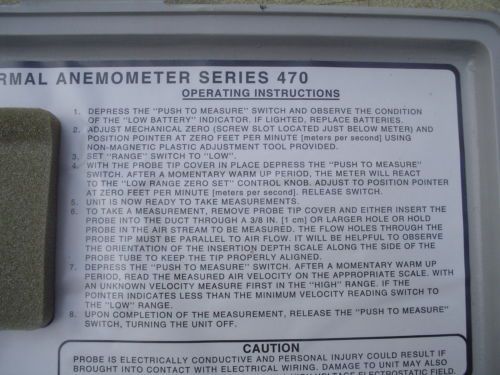 RMAL ANEMOMETER SERIES 470
OPERATING INSTRUCTIONS
1. DEPRESS THE "PUSH TO MEASURE" SWITCH AND OBSERVE THE CONDITION
OF THE "LOW BATTERY" INDICATOR. IF LIGHTED, REPLACE BATTERIES.
2. ADJUST MECHANICAL ZERO (SCREW SLOT LOCATED JUST BELOW METER) AND
POSITION POINTER AT ZERO FEET PER MINUTE [meters per second] USING
NON-MAGNETIC PLASTIC ADJUSTMENT TOOL PROVIDED.
3. SET "RANGE" SWITCH TO "LOW".
4. WITH THE PROBE TIP COVER IN PLACE DEPRESS THE "PUSH TO MEASURE"
SWITCH. AFTER A MOMENTARY WARM UP PERIOD, THE METER WILL REACT
TO THE "LOW RANGE ZERO SET" CONTROL KNOB. ADJUST TO POSITION POINTER
AT ZERO FEET PER MINUTE [meters per second]. RELEASE SWITCH.
5. UNIT IS NOW READY TO TAKE MEASUREMENTS.
6. TO TAKE A MEASUREMENT, REMOVE PROBE TIP COVER AND EITHER INSERT THE
PROBE INTO THE DUCT THROUGH A 3/8 IN. [1 cm] OR LARGER HOLE OR HOLD
PROBE IN THE AIR STREAM TO BE MEASURED. THE FLOW HOLES THROUGH THE
PROBE TIP MUST BE PARALLEL TO AIR FLOW. IT WILL BE HELPFUL TO OBSERVE
THE ORIENTATION OF THE INSERTION DEPTH SCALE ALONG THE SIDE OF THE
PROBE TUBE TO KEEP THE TIP PROPERLY ALIGNED.
7. DEPRESS THE "PUSH TO MEASURE" SWITCH. AFTER A MOMENTARY WARM UP
PERIOD, READ THE MEASURED AIR VELOCITY ON THE APPROPRIATE SCALE. WITH
AN UNKNOWN VELOCITY MEASURE FIRST IN THE "HIGH" RANGE. IF THE
POINTER INDICATES LESS THAN THE MINIMUM VELOCITY READING SWITCH TO
THE "LOW" RANGE.
8. UPON COMPLETION OF THE MEASUREMENT, RELEASE THE "PUSH TO MEASURE"
SWITCH, TURNING THE UNIT OFF.
CAUTION
PROBE IS ELECTRICALLY CONDUCTIVE AND PERSONAL INJURY COULD RESULT IF
BROUGHT INTO CONTACT WITH ELECTRICAL WIRING. DAMAGE TO UNIT MAY ALSO
VOLTAGE ELECTROSTATIC FIELD.